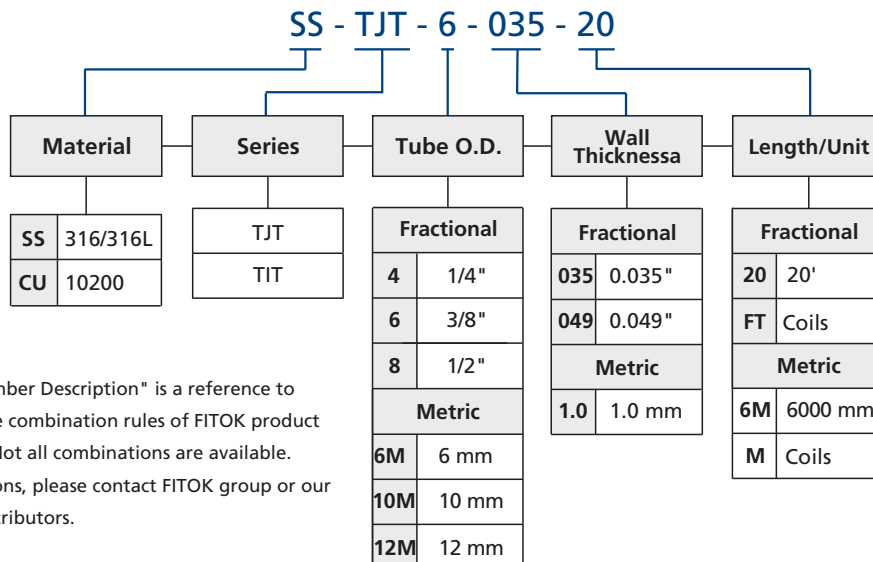 SS - TJT - 6 - 035 - 20
Material
Series
Tube O.D.
Wall
Thicknessa
Length/Unit
SS 316/316L
CU 10200
TJT
TIT
Fractional
4 1/4"
6 3/8"
8 1/2"
Metric
6M 6 mm
10M 10 mm
12M 12 mm
Fractional
035 0.035"
049 0.049"
Metric
1.0 1.0 mm
Fractional
20 20'
FT Coils
Metric
6M 6000 mm
M Coils
Description" is a reference to
combination rules of FITOK product
all combinations are available.
please contact FITOK group or our